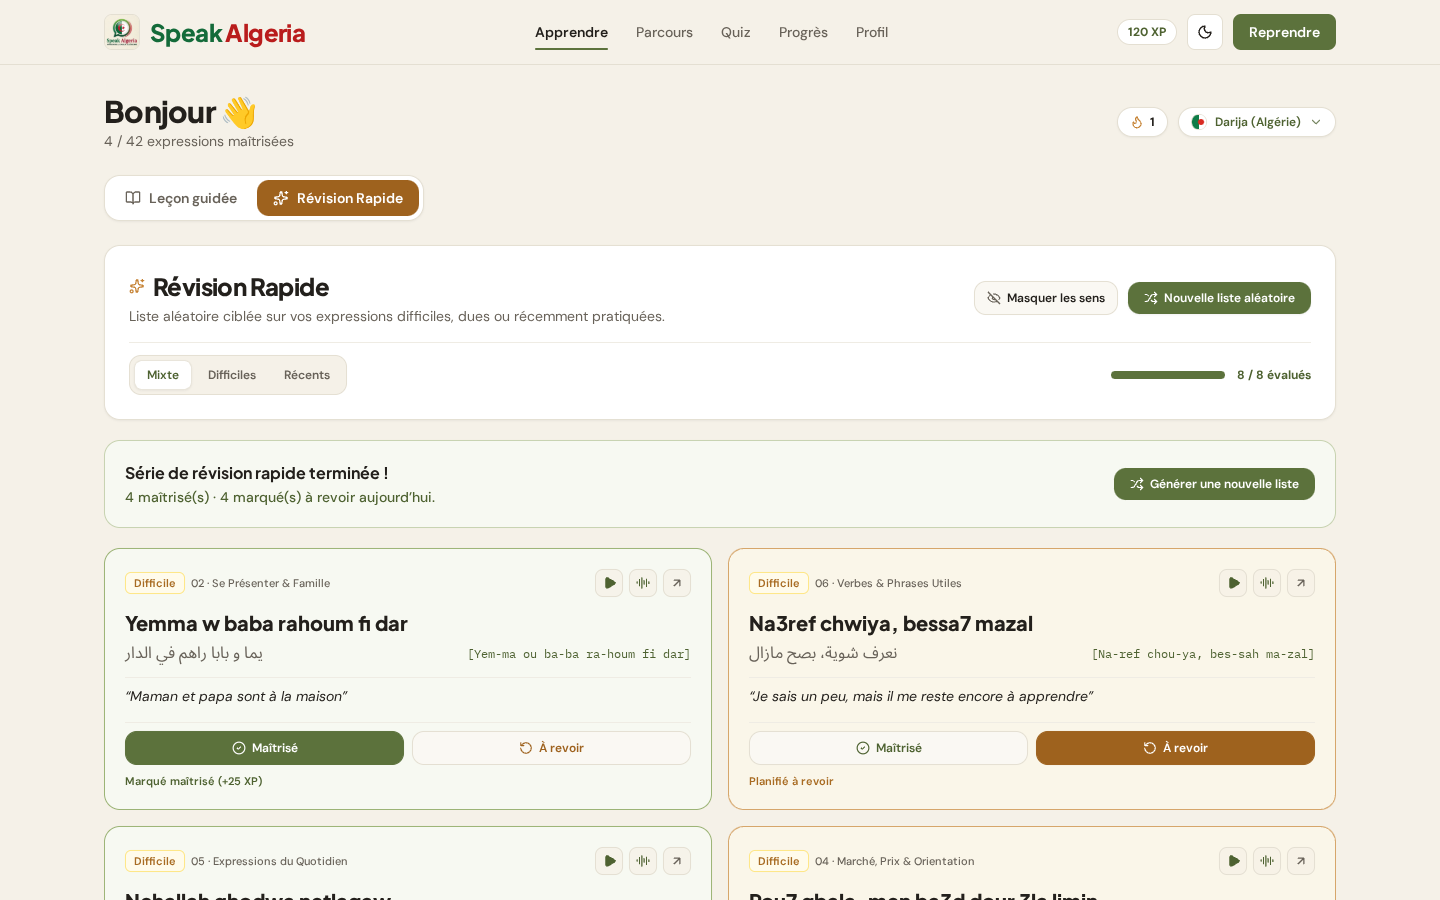 Speak Algeria
Apprendre
Parcours
Quiz
Progrès
Profil
120 XP
Reprendre
Bonjour 👋
4 / 42 expressions maîtrisées
1
Darija (Algérie)
Leçon guidée
Révision Rapide
Révision Rapide
Liste aléatoire ciblée sur vos expressions difficiles, dues ou récemment pratiquées.
Masquer les sens
Nouvelle liste aléatoire
Mixte
Difficiles
Récents
8 / 8 évalués
Série de révision rapide terminée !
4 maîtrisé(s) · 4 marqué(s) à revoir aujourd’hui.
Générer une nouvelle liste
Difficile
02 · Se Présenter & Famille
Yemma w baba rahoum fi dar
يما و بابا راهم في الدار
[Yem-ma ou ba-ba ra-houm fi dar]
“Maman et papa sont à la maison”
Maîtrisé
À revoir
Marqué maîtrisé (+25 XP)
Difficile
06 · Verbes & Phrases Utiles
Na3ref chwiya, bessa7 mazal
نعرف شوية، بصح مازال
[Na-ref chou-ya, bes-sah ma-zal]
“Je sais un peu, mais il me reste encore à apprendre”
Maîtrisé
À revoir
Planifié à revoir
Difficile
05 · Expressions du Quotidien
Difficile
04 · Marché, Prix & Orientation